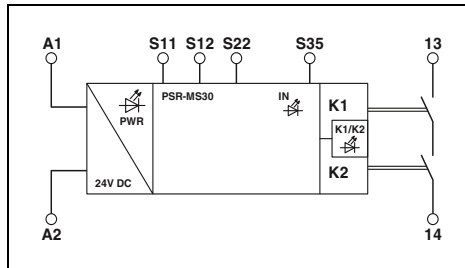 A1 S11 S12 S22 S35 13
PSR-MS30 IN K1
PWR K1/K2
24V DC K2
A2 14